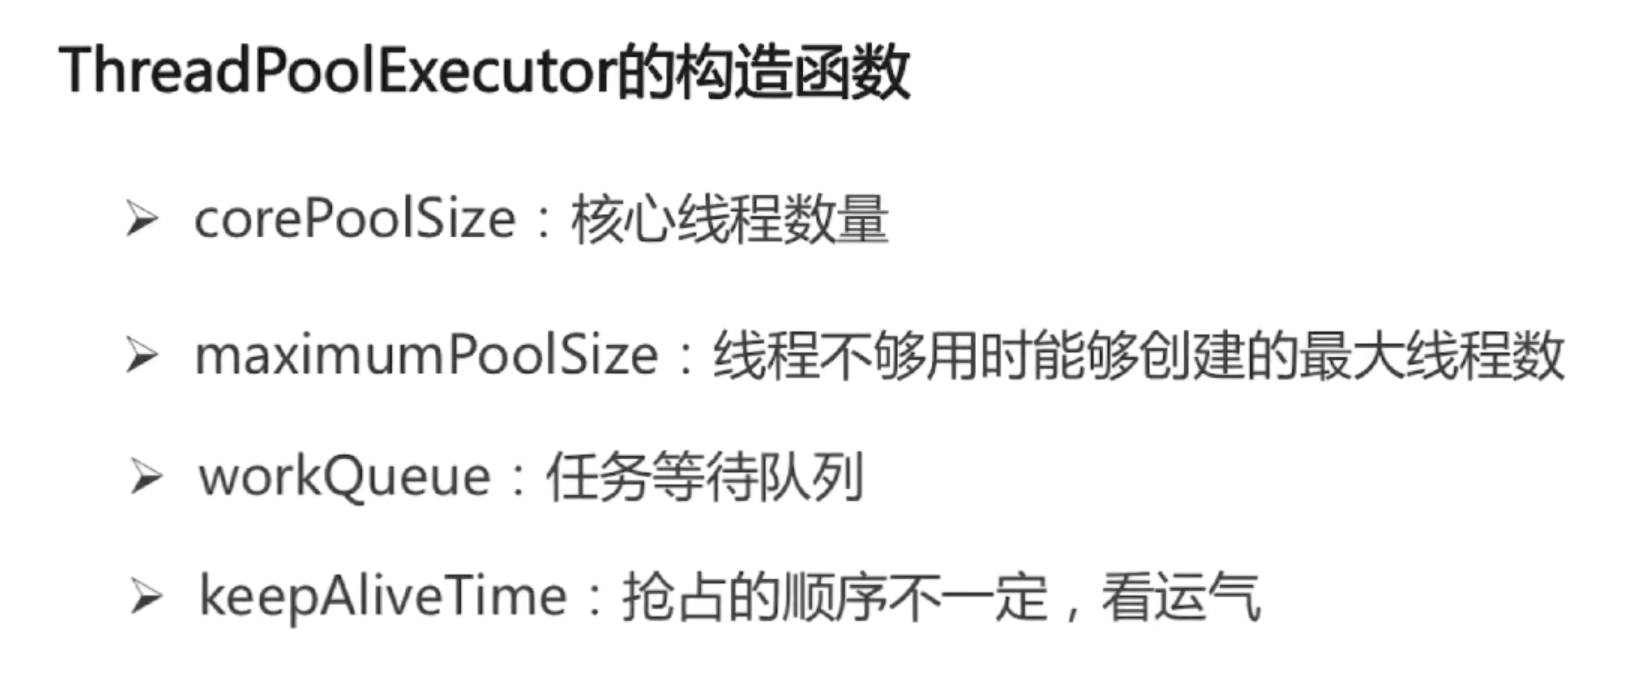 ThreadPoolExecutor的构造函数
➢ corePoolSize：核心线程数量
➢ maximumPoolSize：线程不够用时能够创建的最大线程数
➢ workQueue：任务等待队列
➢ keepAliveTime：抢占的顺序不一定，看运气